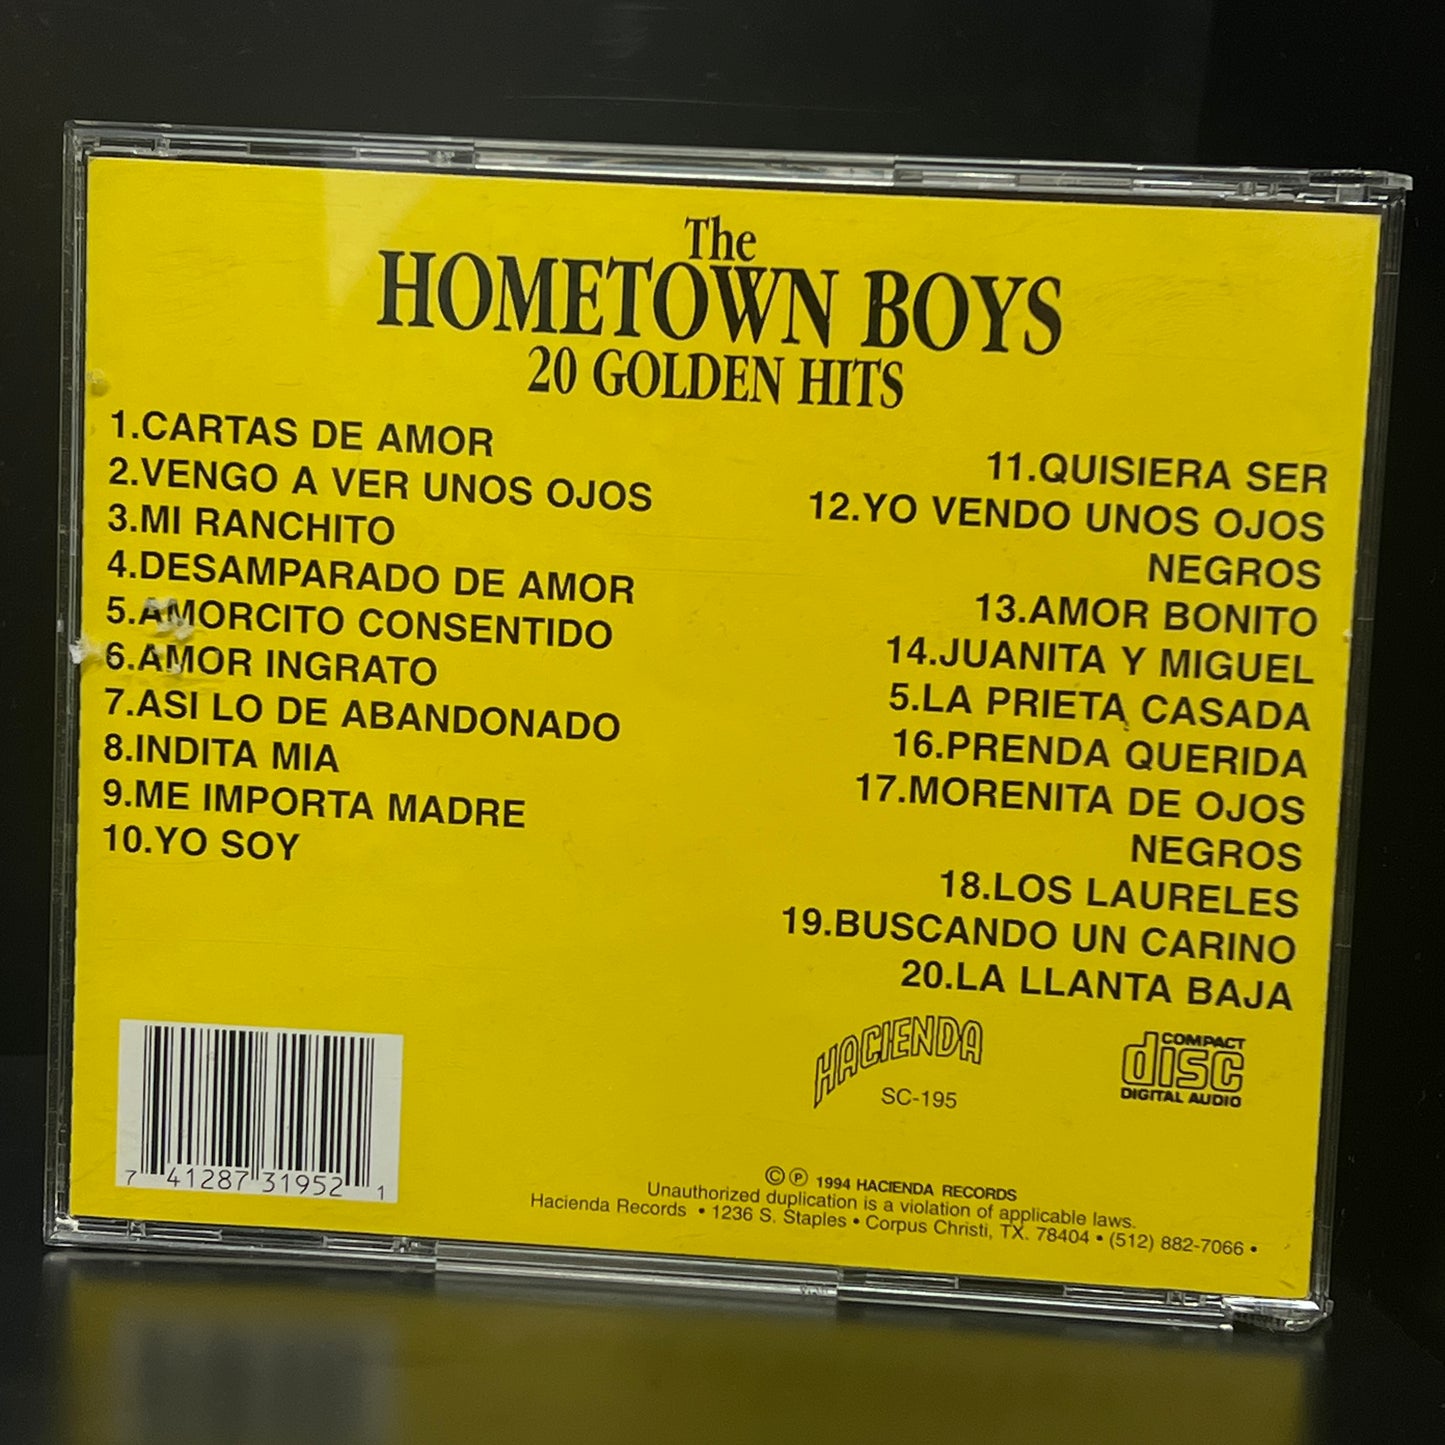 The
HOMETOWN BOYS
20 GOLDEN HITS
1.CARTAS DE AMOR
2.VENGO A VER UNOS OJOS
3.MI RANCHITO
4.DESAMPARADO DE AMOR
5.AMORCITO CONSENTIDO
6.AMOR INGRATO
7.ASI LO DE ABANDONADO
8.INDITA MIA
9.ME IMPORTA MADRE
10.YO SOY
11.QUISIERA SER
12.YO VENDO UNOS OJOS
NEGROS
13.AMOR BONITO
14.JUANITA Y MIGUEL
5.LA PRIETA CASADA
16.PRENDA QUERIDA
17.MORENITA DE OJOS
NEGROS
18.LOS LAURELES
19.BUSCANDO UN CARINO
20.LA LLANTA BAJA
HACIENDA
SC-195
COMPACT
disc
DIGITAL AUDIO
7 41287 31952 1
© ℗ 1994 HACIENDA RECORDS
Unauthorized duplication is a violation of applicable laws.
Hacienda Records • 1236 S. Staples • Corpus Christi, TX. 78404 • (512) 882-7066 •